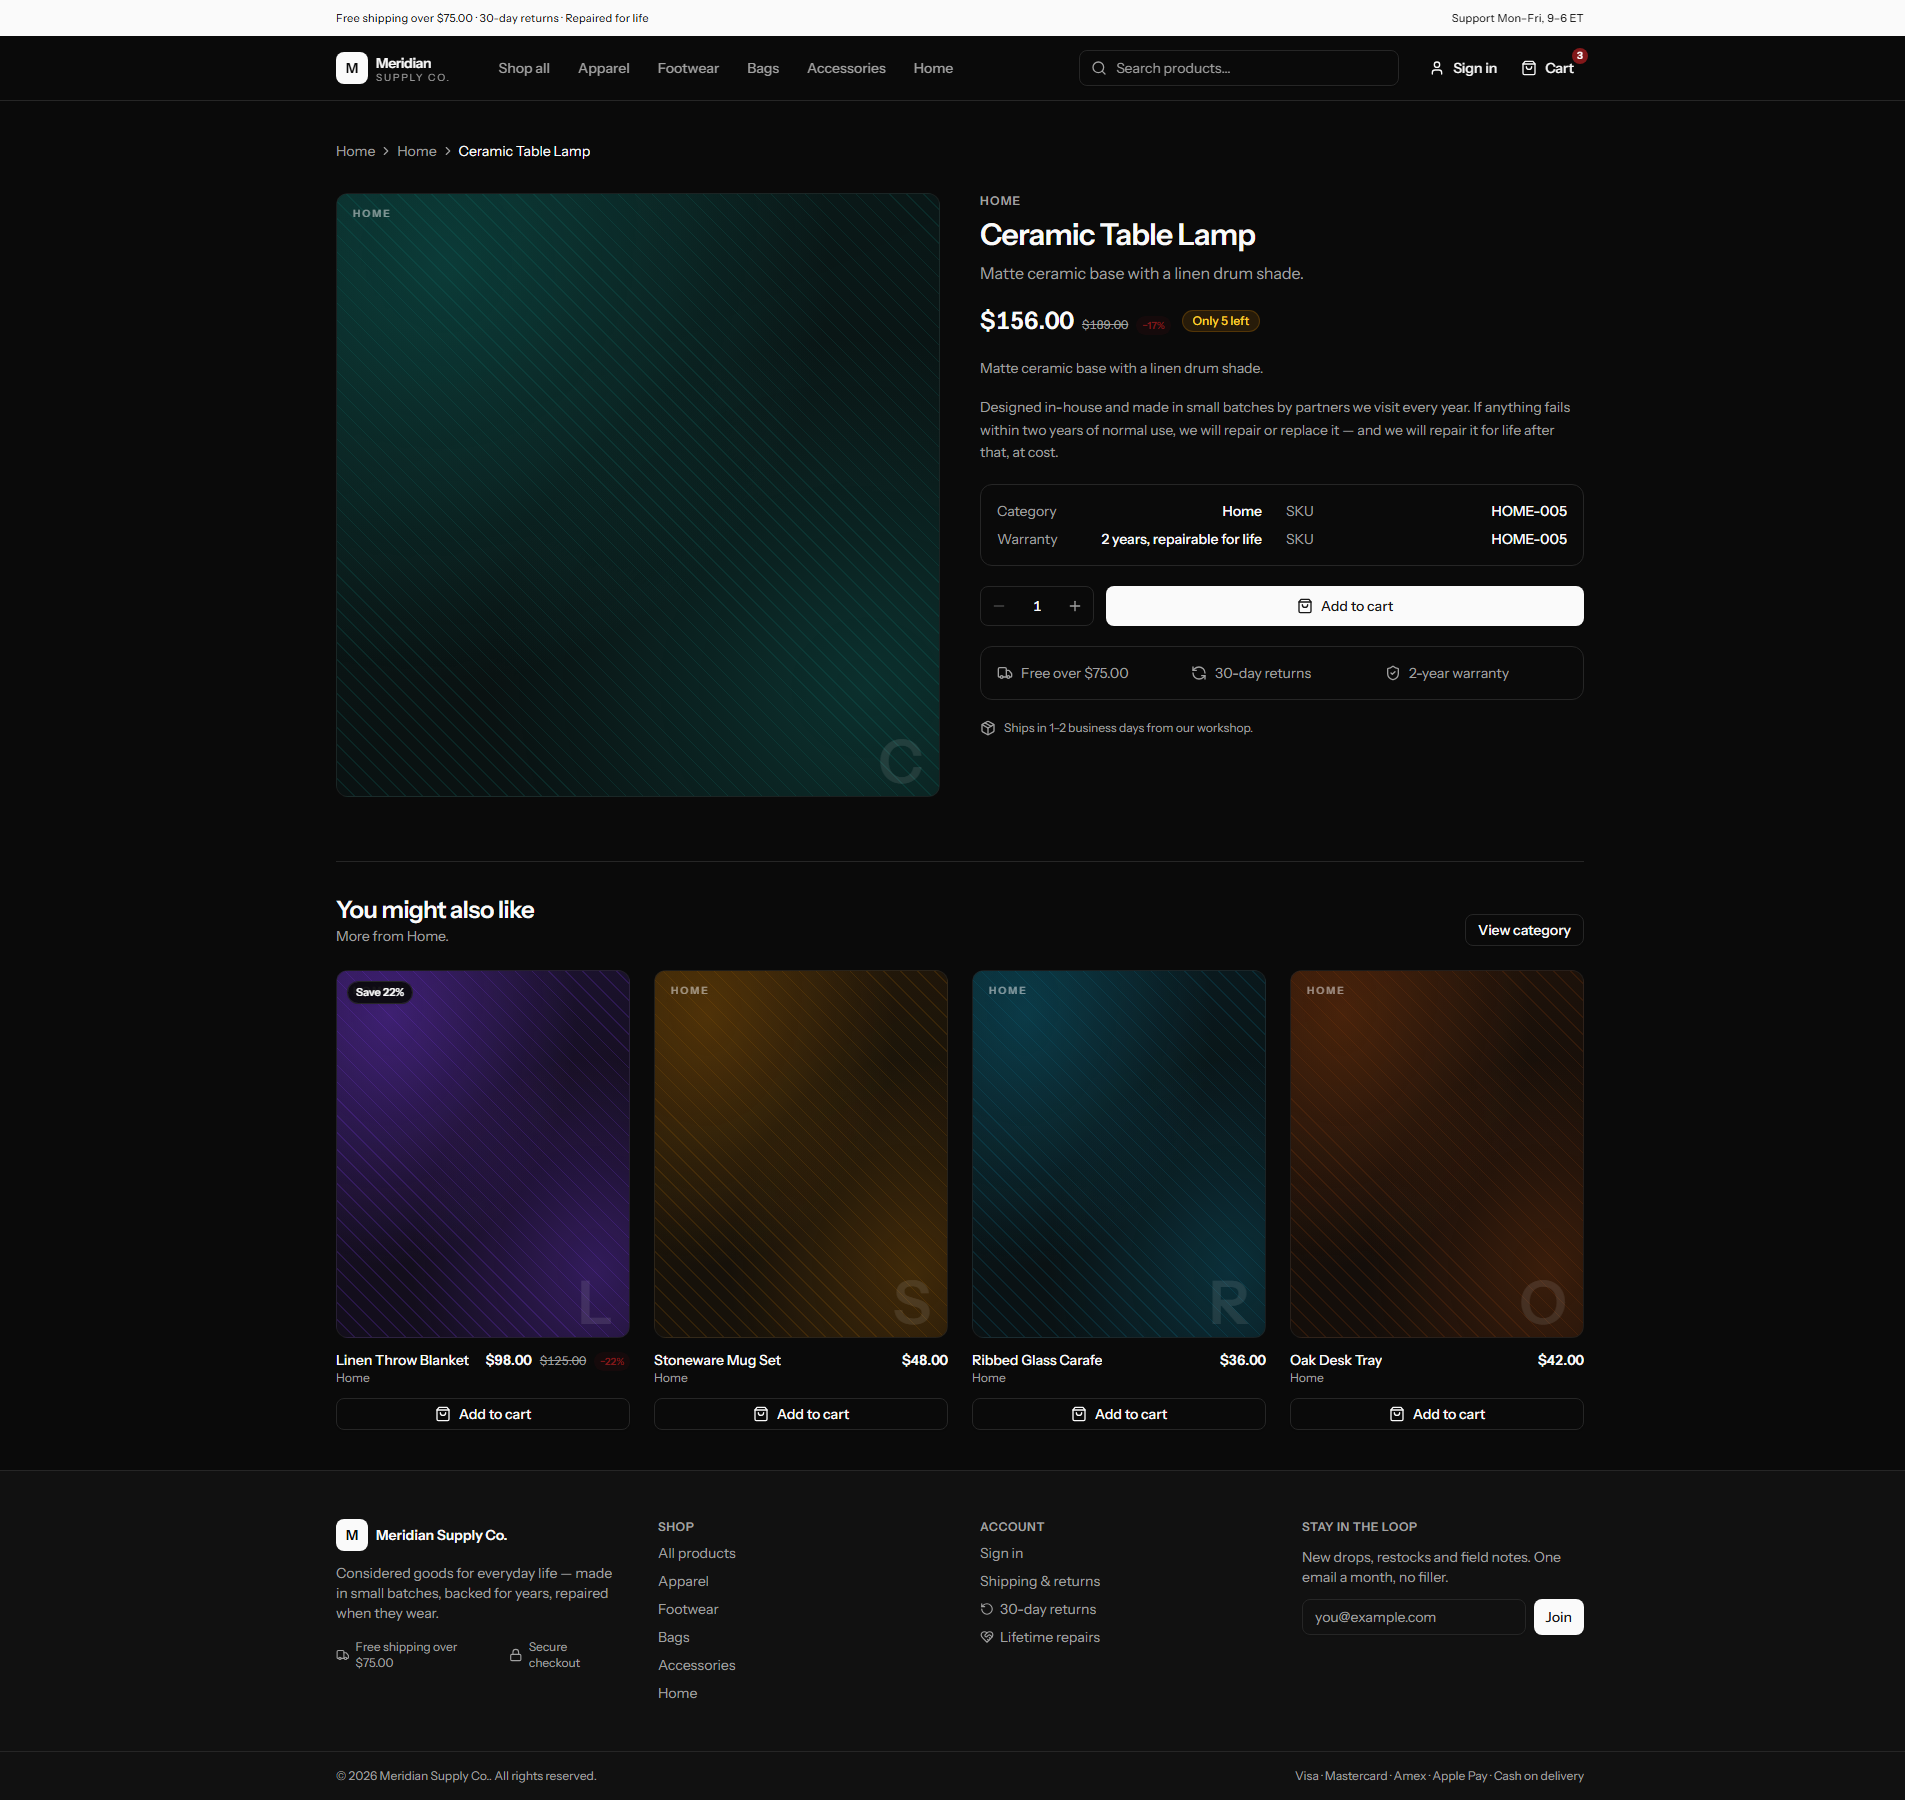 Free shipping over $75.00 · 30-day returns · Repaired for life
Support Mon–Fri, 9–6 ET
M
Meridian
SUPPLY CO.
Shop all
Apparel
Footwear
Bags
Accessories
Home
Search products...
Sign in
Cart
3
Home
Home
Ceramic Table Lamp
HOME
C
HOME
Ceramic Table Lamp
Matte ceramic base with a linen drum shade.
$156.00 $189.00 -17% Only 5 left
Matte ceramic base with a linen drum shade.
Designed in-house and made in small batches by partners we visit every year. If anything fails
within two years of normal use, we will repair or replace it — and we will repair it for life after
that, at cost.
Category Home SKU HOME-005
Warranty 2 years, repairable for life SKU HOME-005
1
Add to cart
Free over $75.00
30-day returns
2-year warranty
Ships in 1–2 business days from our workshop.
You might also like
More from Home.
View category
Save 22%
L
HOME
S
HOME
R
HOME
O
Linen Throw Blanket $98.00 $125.00 -22%
Home
Add to cart
Stoneware Mug Set $48.00
Home
Add to cart
Ribbed Glass Carafe $36.00
Home
Add to cart
Oak Desk Tray $42.00
Home
Add to cart
M
Meridian Supply Co.
Considered goods for everyday life — made
in small batches, backed for years, repaired
when they wear.
Free shipping over
$75.00
Secure
checkout
SHOP
All products
Apparel
Footwear
Bags
Accessories
Home
ACCOUNT
Sign in
Shipping & returns
30-day returns
Lifetime repairs
STAY IN THE LOOP
New drops, restocks and field notes. One
email a month, no filler.
you@example.com
Join
© 2026 Meridian Supply Co.. All rights reserved.
Visa · Mastercard · Amex · Apple Pay · Cash on delivery